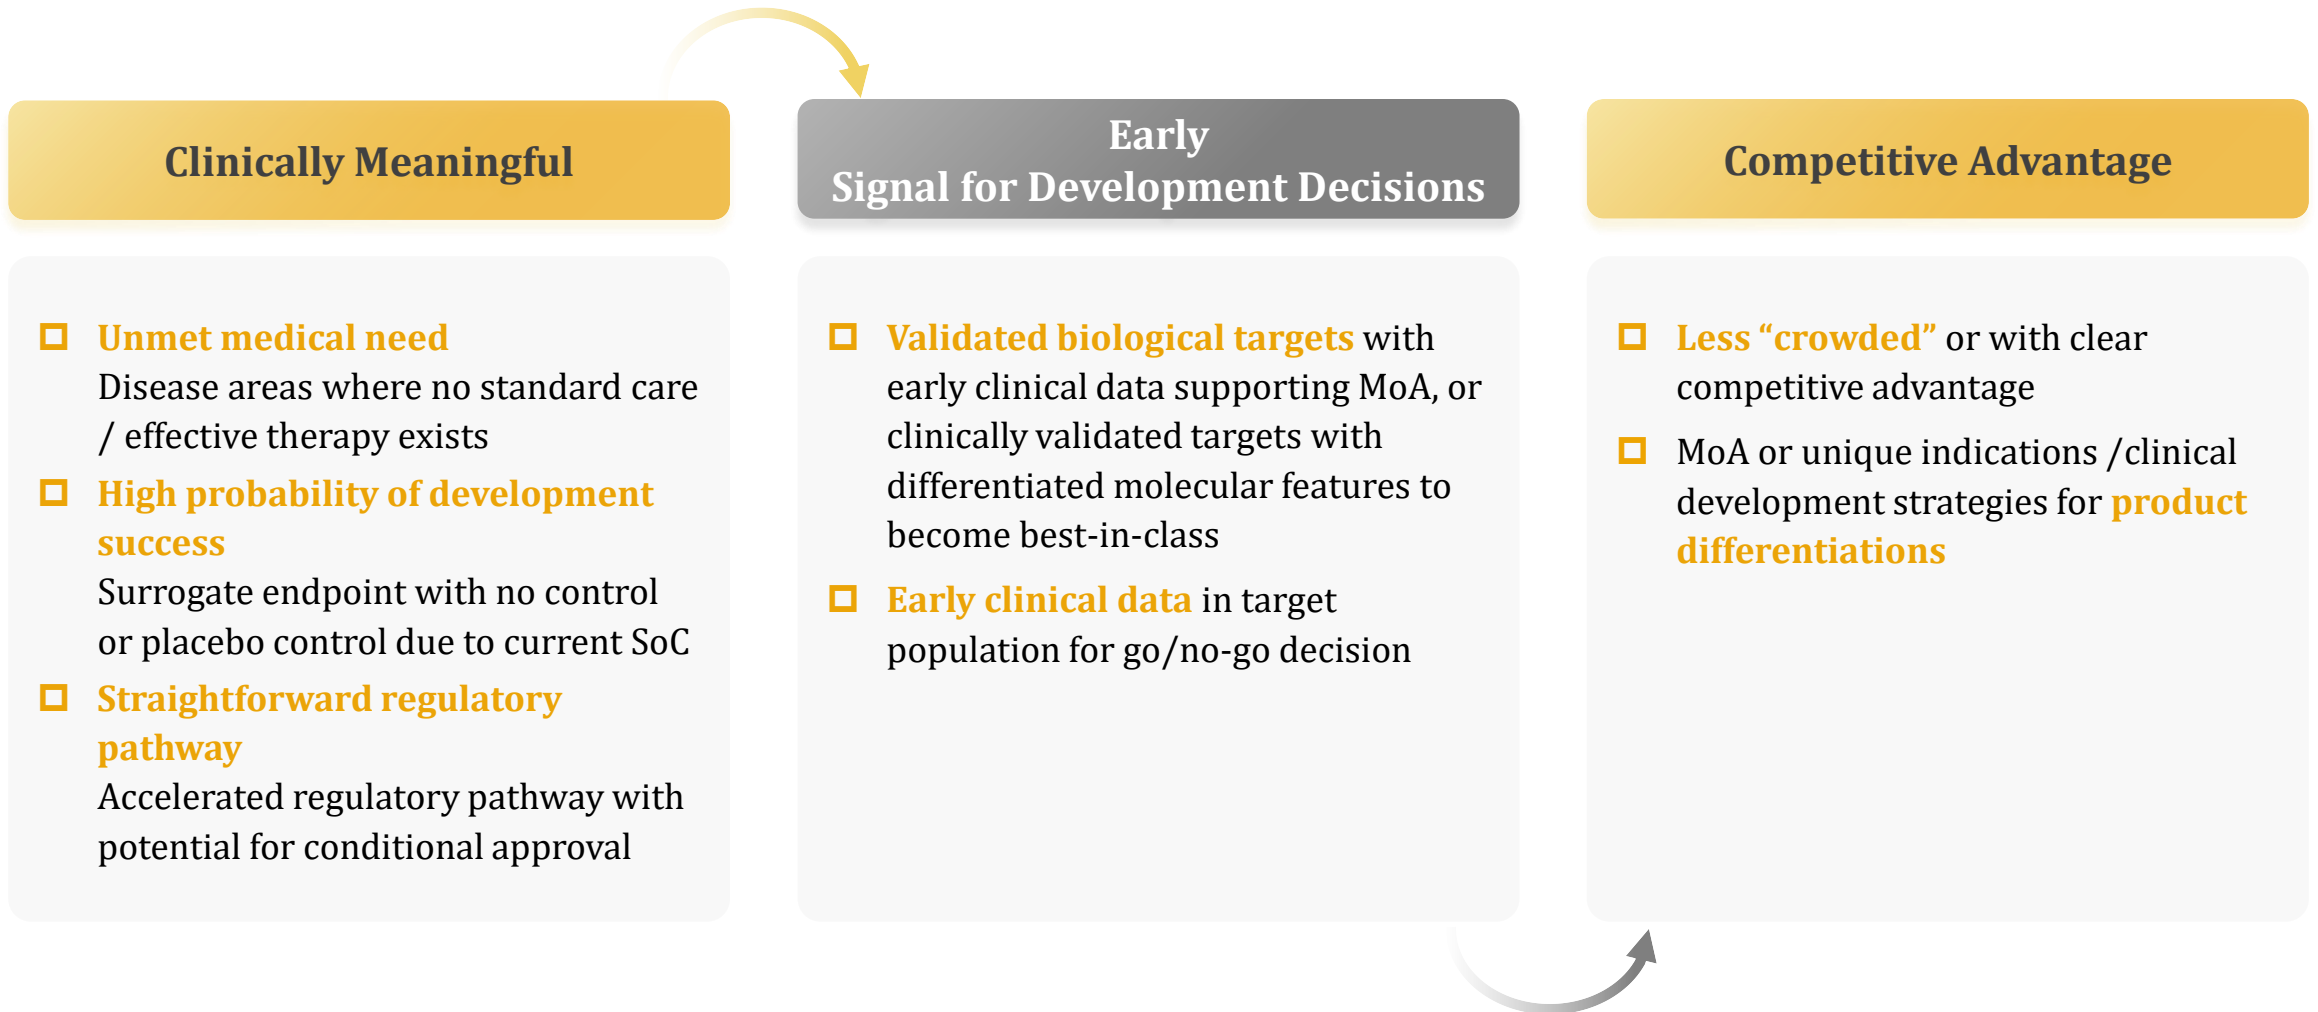 Clinically Meaningful
Unmet medical need
Disease areas where no standard care
/ effective therapy exists
High probability of development
success
Surrogate endpoint with no control
or placebo control due to current SoC
Straightforward regulatory
pathway
Accelerated regulatory pathway with
potential for conditional approval
Early
Signal for Development Decisions
Validated biological targets with
early clinical data supporting MoA, or
clinically validated targets with
differentiated molecular features to
become best-in-class
Early clinical data in target
population for go/no-go decision
Competitive Advantage
Less “crowded” or with clear
competitive advantage
MoA or unique indications /clinical
development strategies for product
differentiations